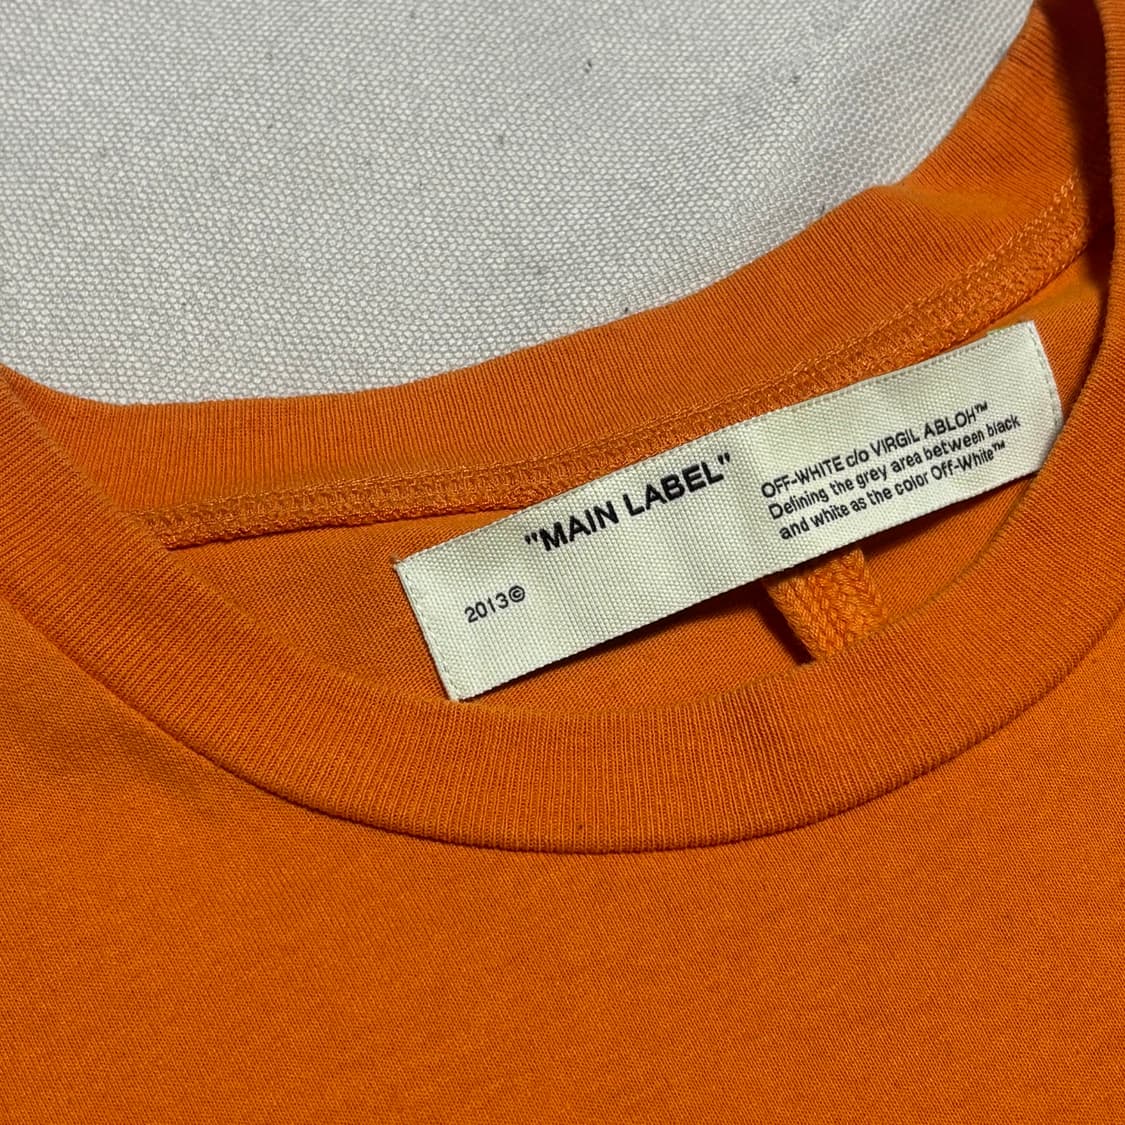 2013©
"MAIN LABEL"
OFF-WHITE c/o VIRGIL ABLOH™
Defining the grey area between black
and white as the color Off-White™